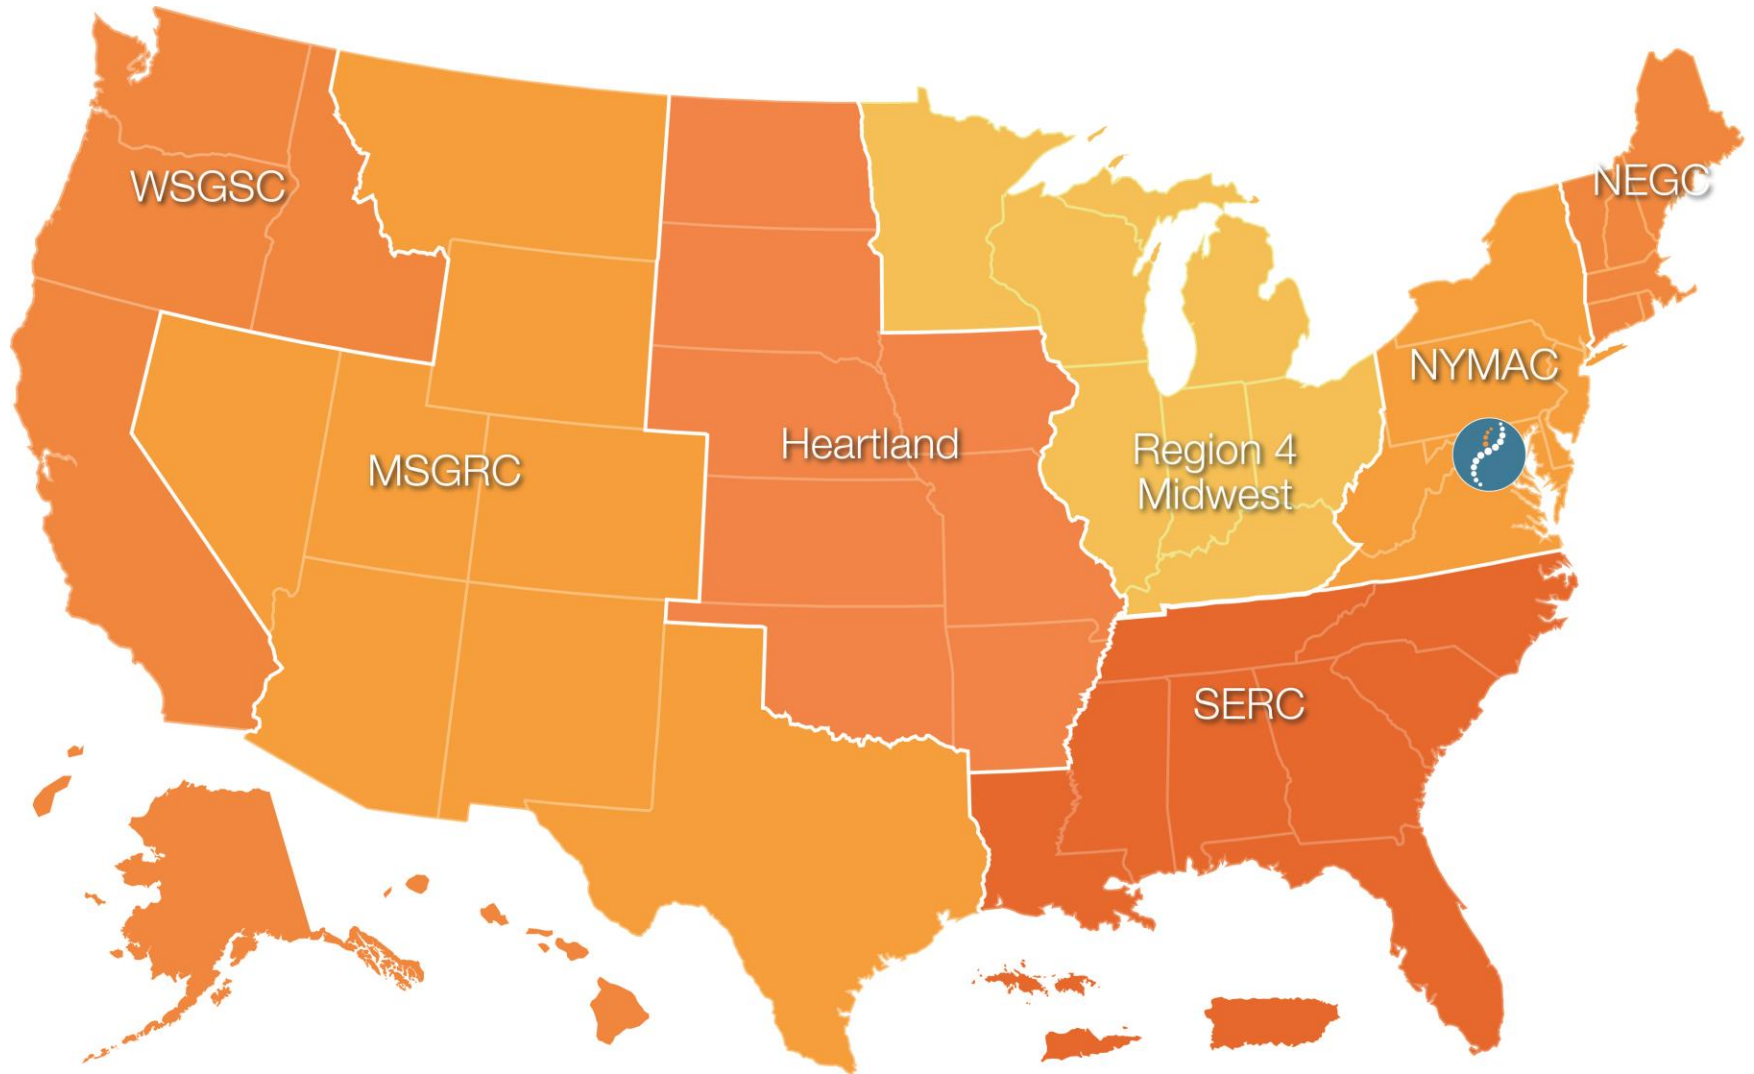 WSGSC
NEGC
NYMAC
Heartland
Region 4
Midwest
MSGRC
SERC